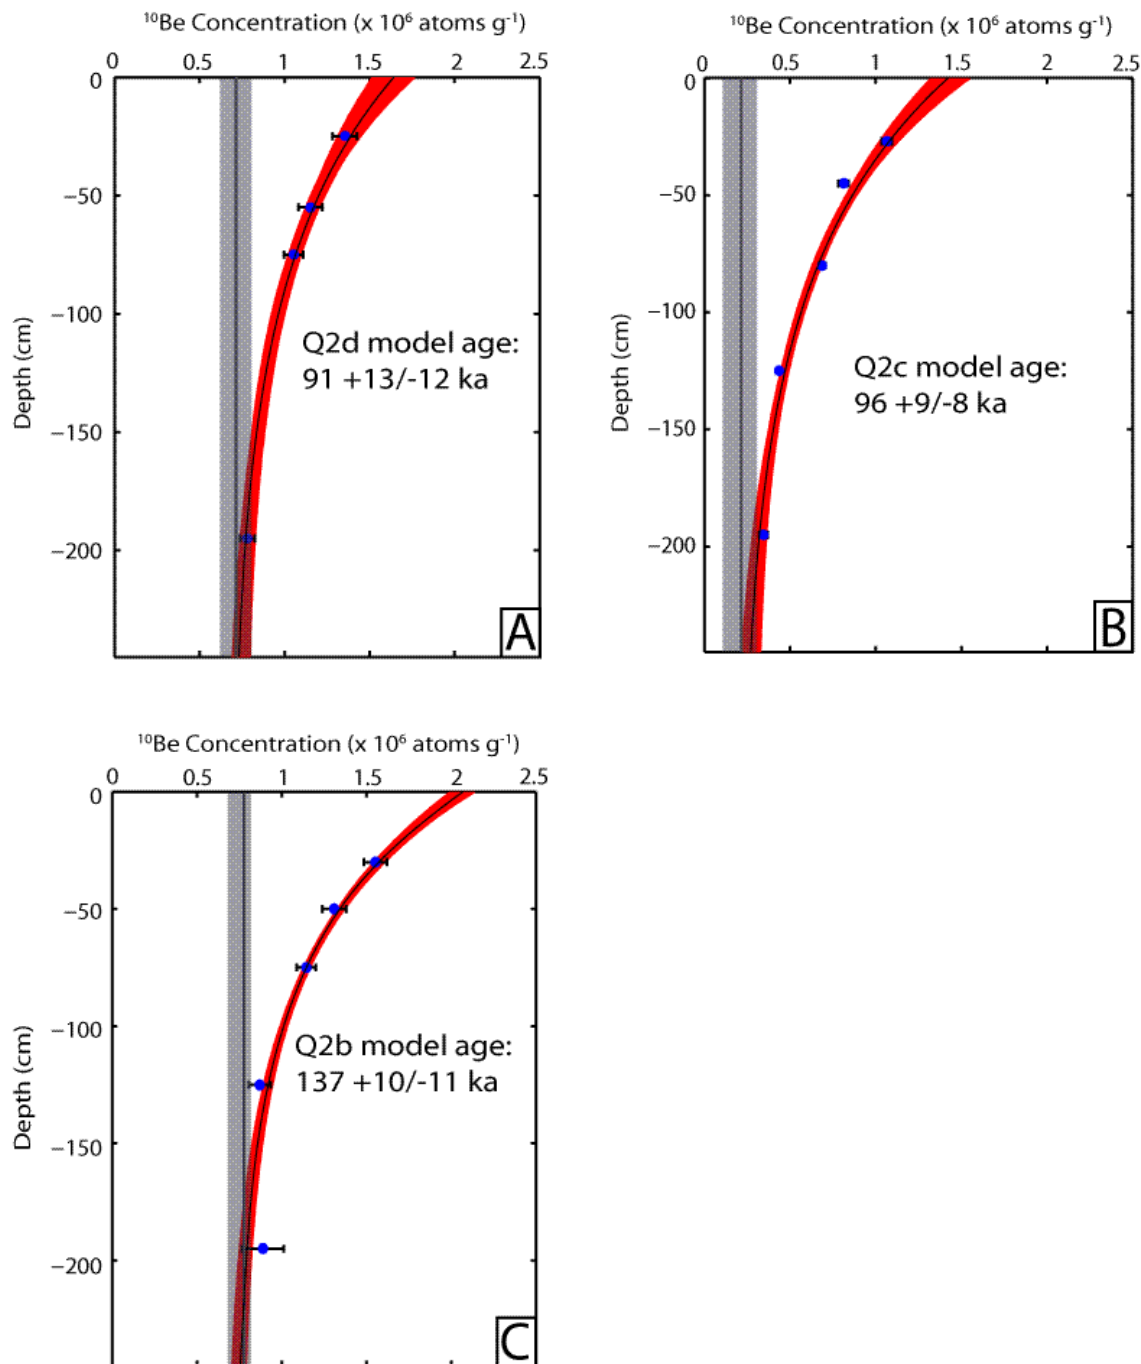 ¹⁰Be Concentration (x 10⁶ atoms g⁻¹)
0 0.5 1 1.5 2 2.5
0
−50
−100
−150
−200
Depth (cm)
Q2d model age:
91 +13/-12 ka
A
¹⁰Be Concentration (x 10⁶ atoms g⁻¹)
0 0.5 1 1.5 2 2.5
0
−50
−100
−150
−200
Depth (cm)
Q2c model age:
96 +9/-8 ka
B
¹⁰Be Concentration (x 10⁶ atoms g⁻¹)
0 0.5 1 1.5 2 2.5
0
−50
−100
−150
−200
Depth (cm)
Q2b model age:
137 +10/-11 ka
C